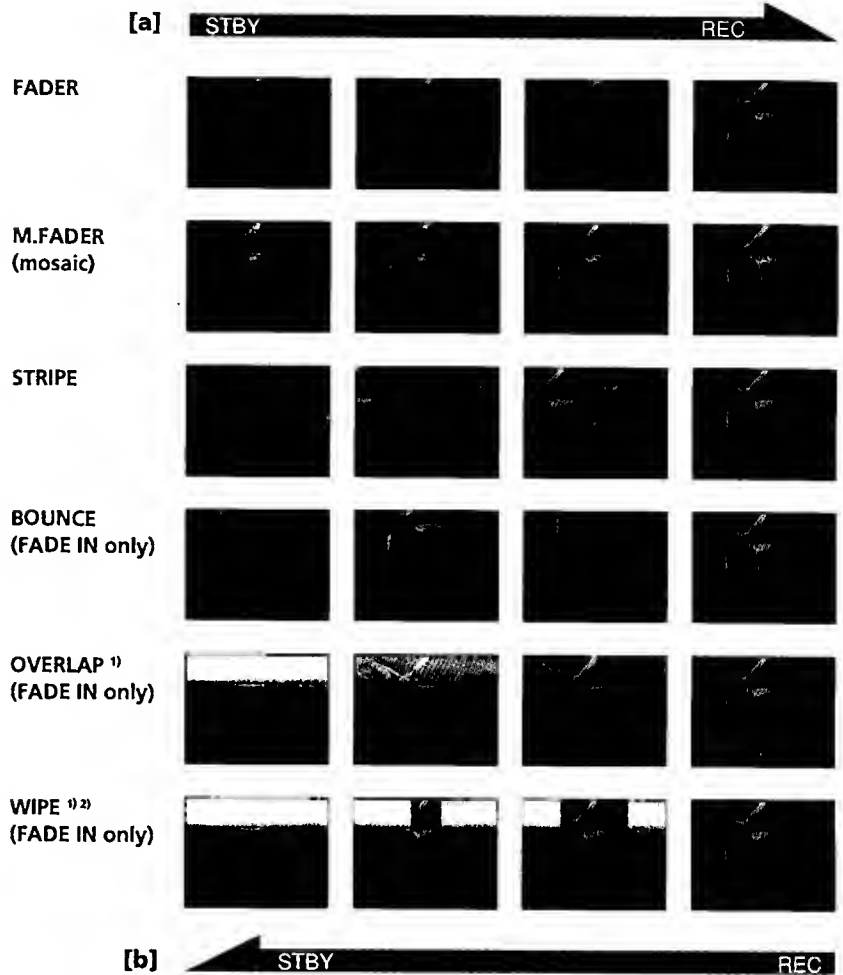 [a] STBY REC
FADER
M.FADER
(mosaic)
STRIPE
BOUNCE
(FADE IN only)
OVERLAP 1)
(FADE IN only)
WIPE 1) 2)
(FADE IN only)
[b] STBY REC